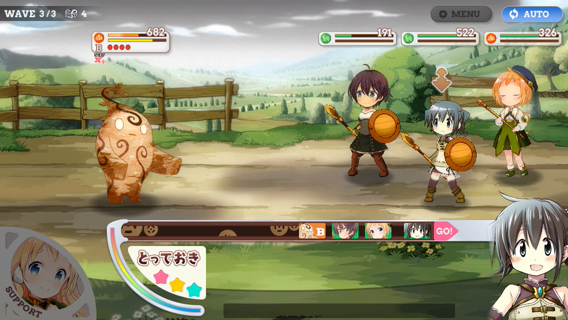 WAVE 3/3 4
MENU
AUTO
682
191
522
326
B
B
GO!
とっておき
SUPPORT